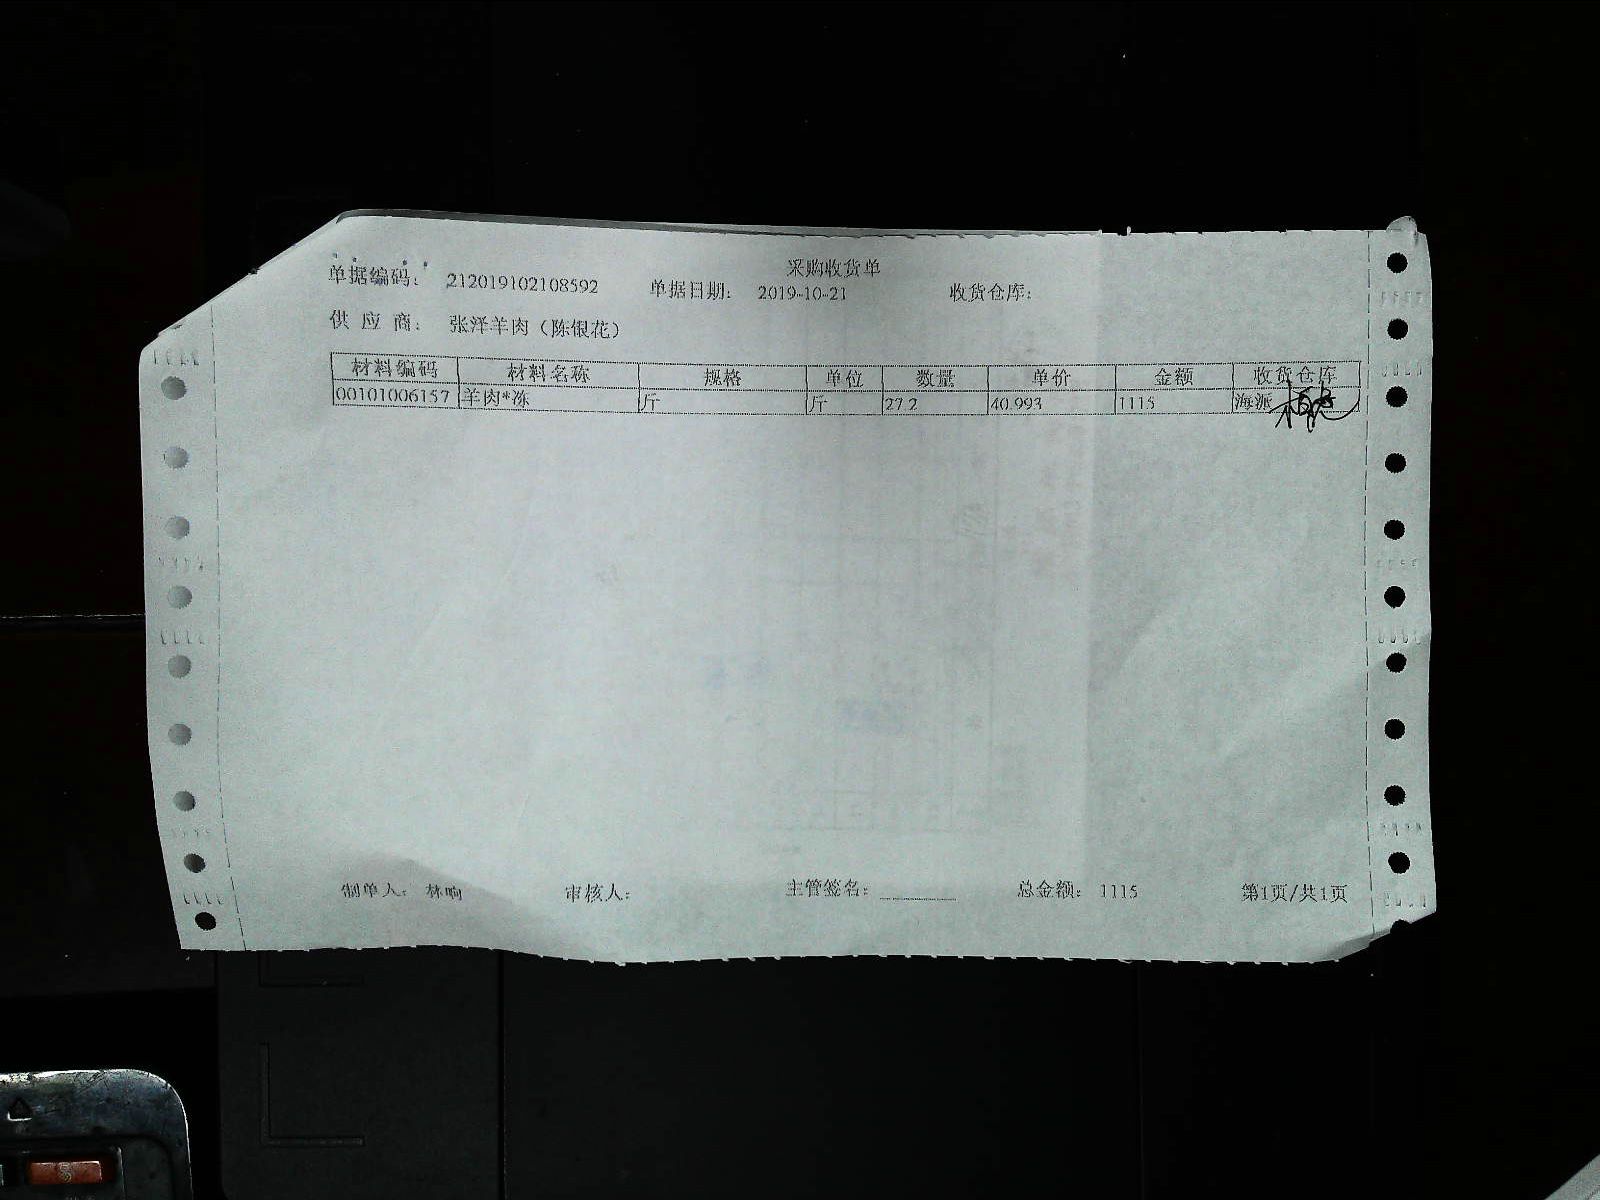 采购收货单
单据编码： 212019102108592 单据日期： 2019-10-21 收货仓库：
供 应 商： 张泽羊肉（陈银花）
材料编码 材料名称 规格 单位 数量 单价 金额 收货仓库
00101006157 羊肉*冻 斤 斤 27.2 40.993 1115 海派
制单人： 林响 审核人： 主管签名： 总金额： 1115 第1页/共1页